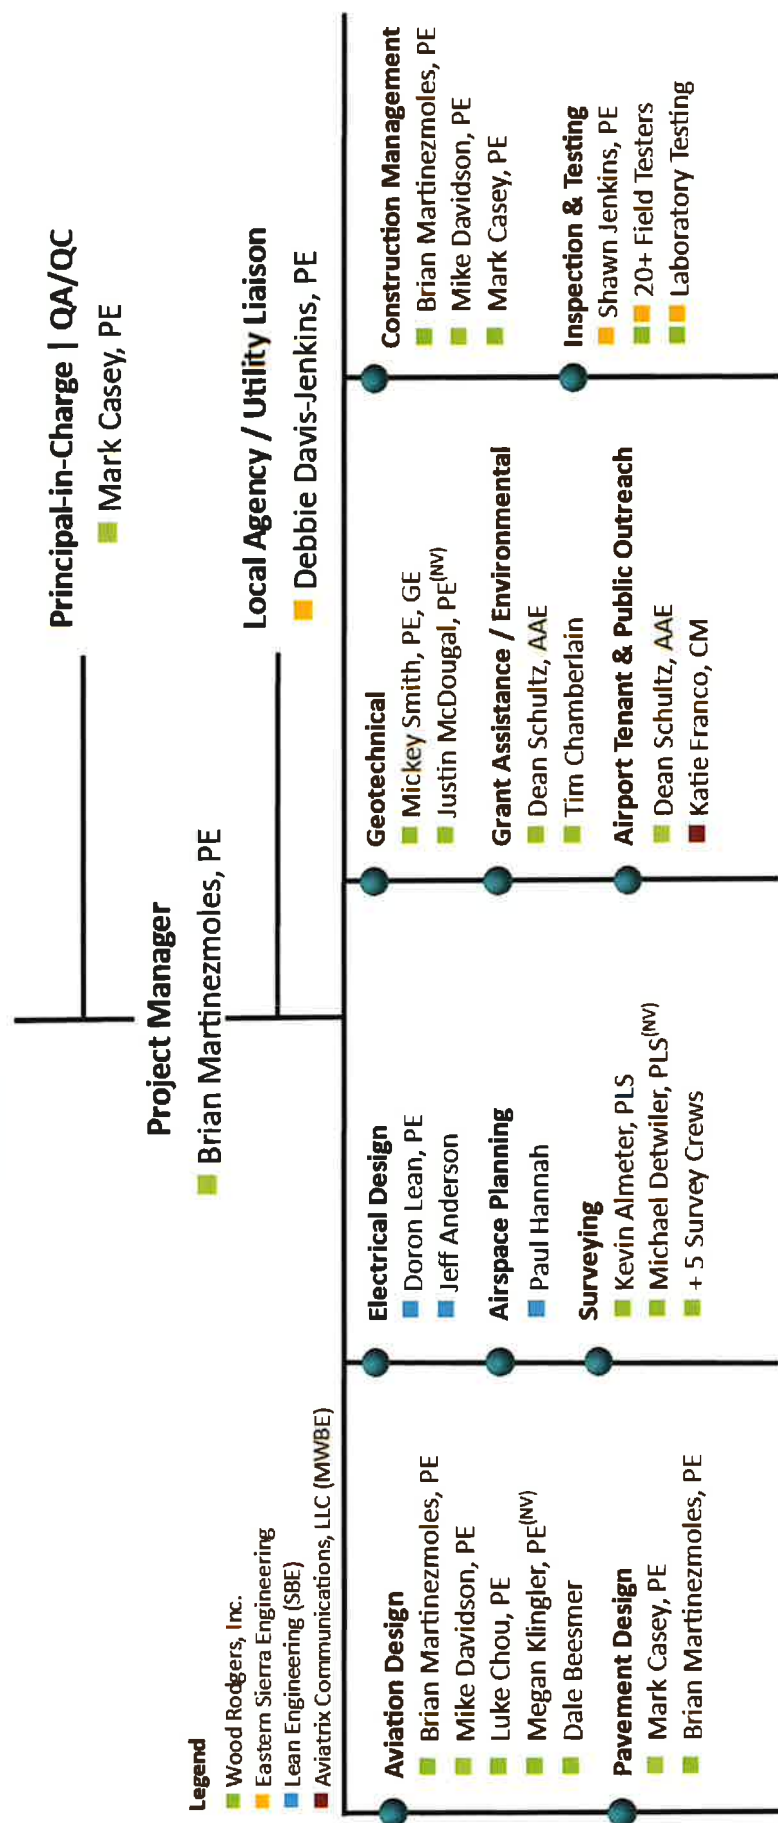 Principal-in-Charge | QA/QC
Mark Casey, PE
Project Manager
Brian Martinezmoles, PE
Local Agency / Utility Liaison
Debbie Davis-Jenkins, PE
Legend
Wood Rodgers, Inc.
Eastern Sierra Engineering
Lean Engineering (SBE)
Aviatrix Communications, LLC (MWBE)
Aviation Design
Brian Martinezmoles, PE
Mike Davidson, PE
Luke Chou, PE
Megan Klingler, PE(NV)
Dale Beesmer
Pavement Design
Mark Casey, PE
Brian Martinezmoles, PE
Electrical Design
Doron Lean, PE
Jeff Anderson
Airspace Planning
Paul Hannah
Surveying
Kevin Almeter, PLS
Michael Detwiler, PLS(NV)
+ 5 Survey Crews
Geotechnical
Mickey Smith, PE, GE
Justin McDougal, PE(NV)
Grant Assistance / Environmental
Dean Schultz, AAE
Tim Chamberlain
Airport Tenant & Public Outreach
Dean Schultz, AAE
Katie Franco, CM
Construction Management
Brian Martinezmoles, PE
Mike Davidson, PE
Mark Casey, PE
Inspection & Testing
Shawn Jenkins, PE
20+ Field Testers
Laboratory Testing